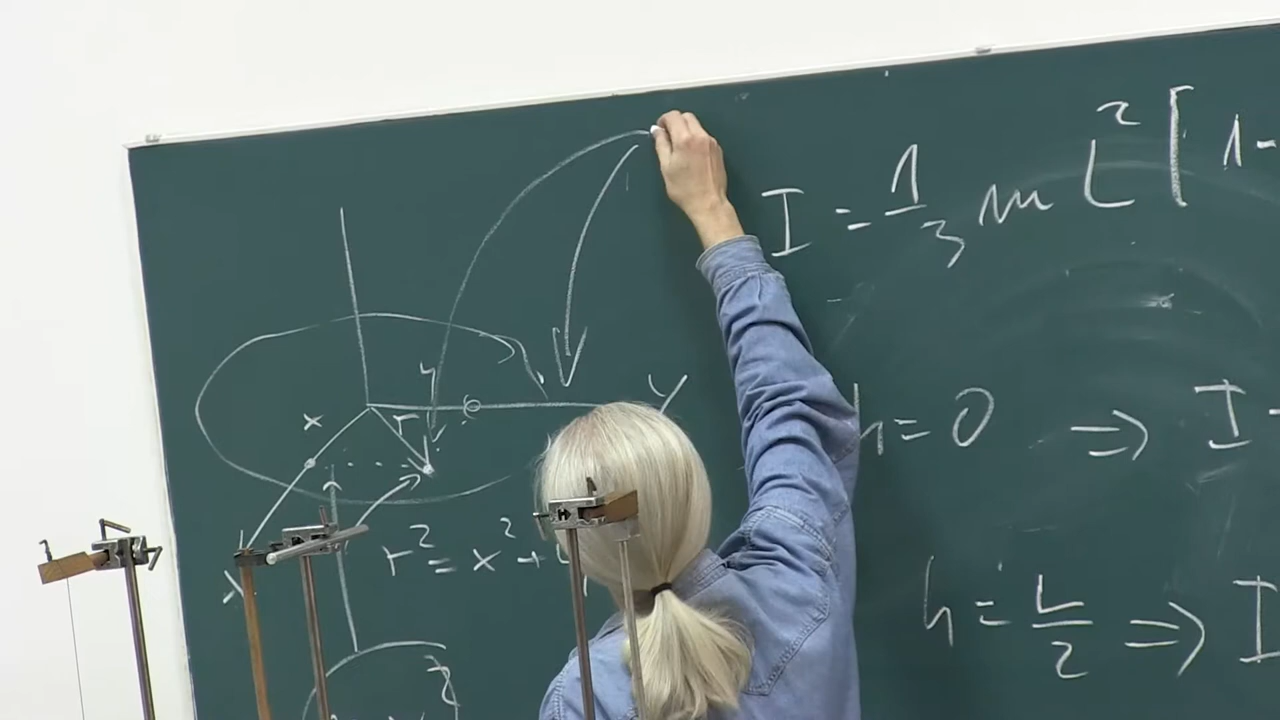 I = 1/3 m L² [ 1 -
y
Y
x
r
h = 0 ⇒ I
r² = x² +
X
h = L/2 ⇒ I